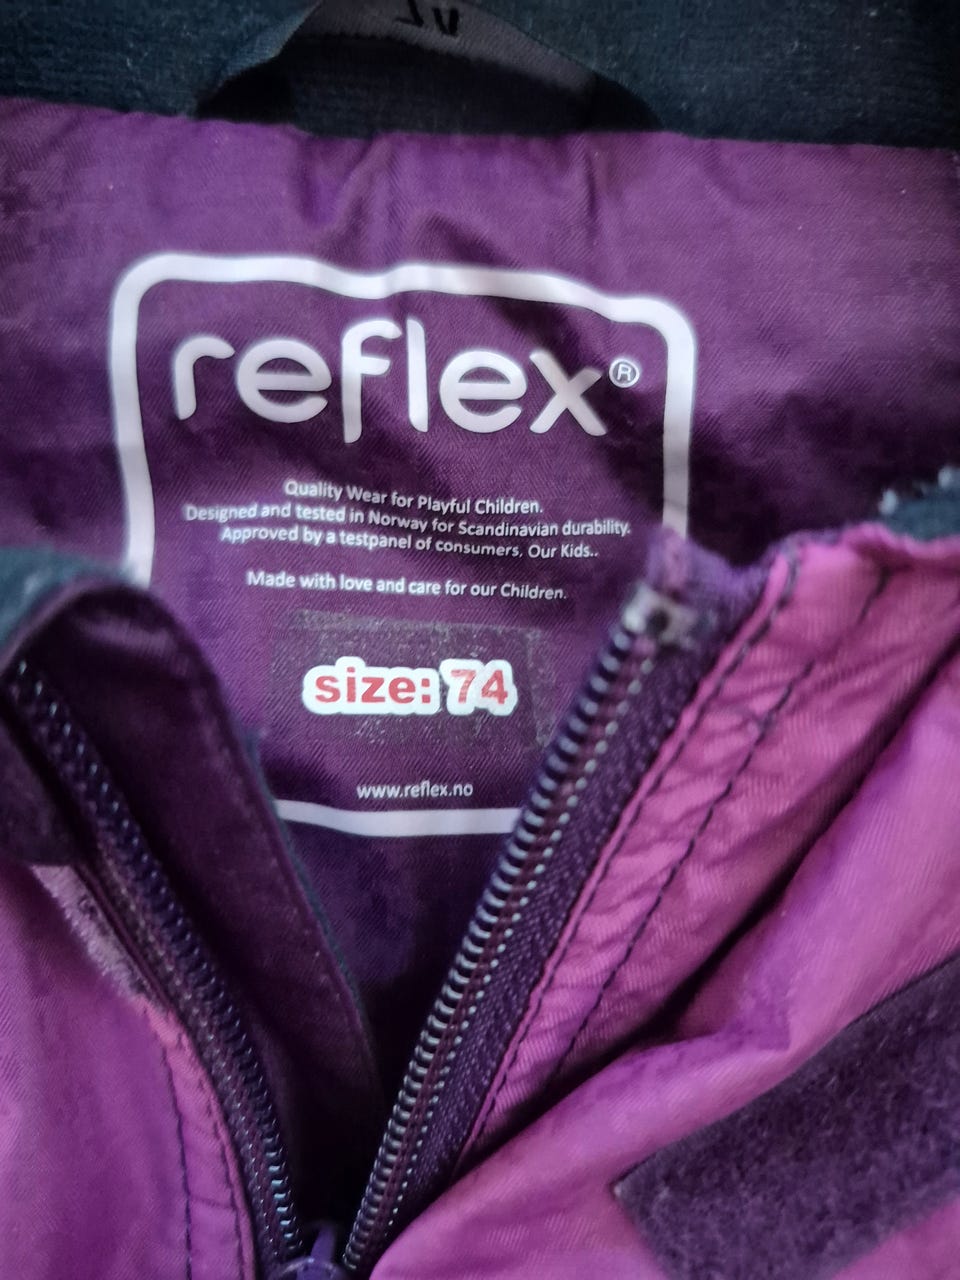 reflex®
Quality Wear for Playful Children.
Designed and tested in Norway for Scandinavian durability.
Approved by a testpanel of consumers, Our Kids..
Made with love and care for our Children.
size: 74
www.reflex.no